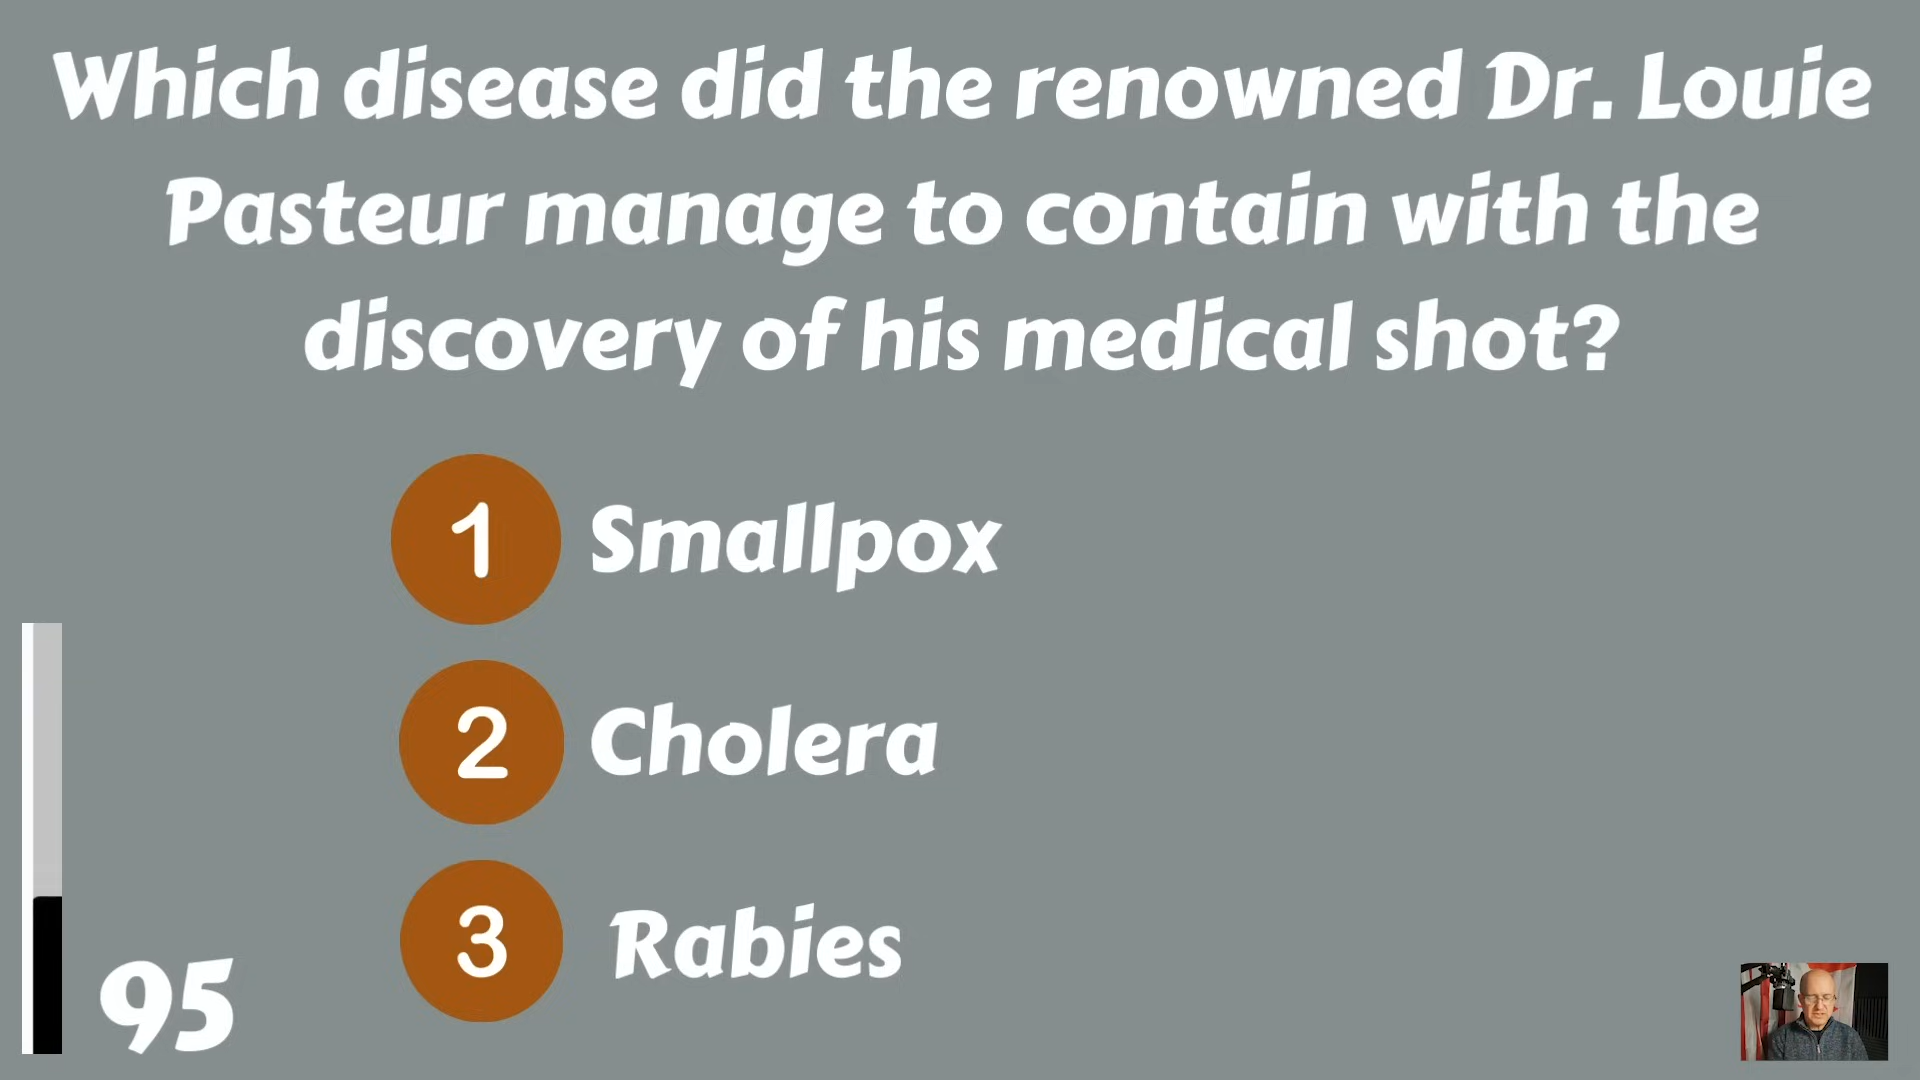 Which disease did the renowned Dr. Louie
Pasteur manage to contain with the
discovery of his medical shot?
1 Smallpox
2 Cholera
3 Rabies
95